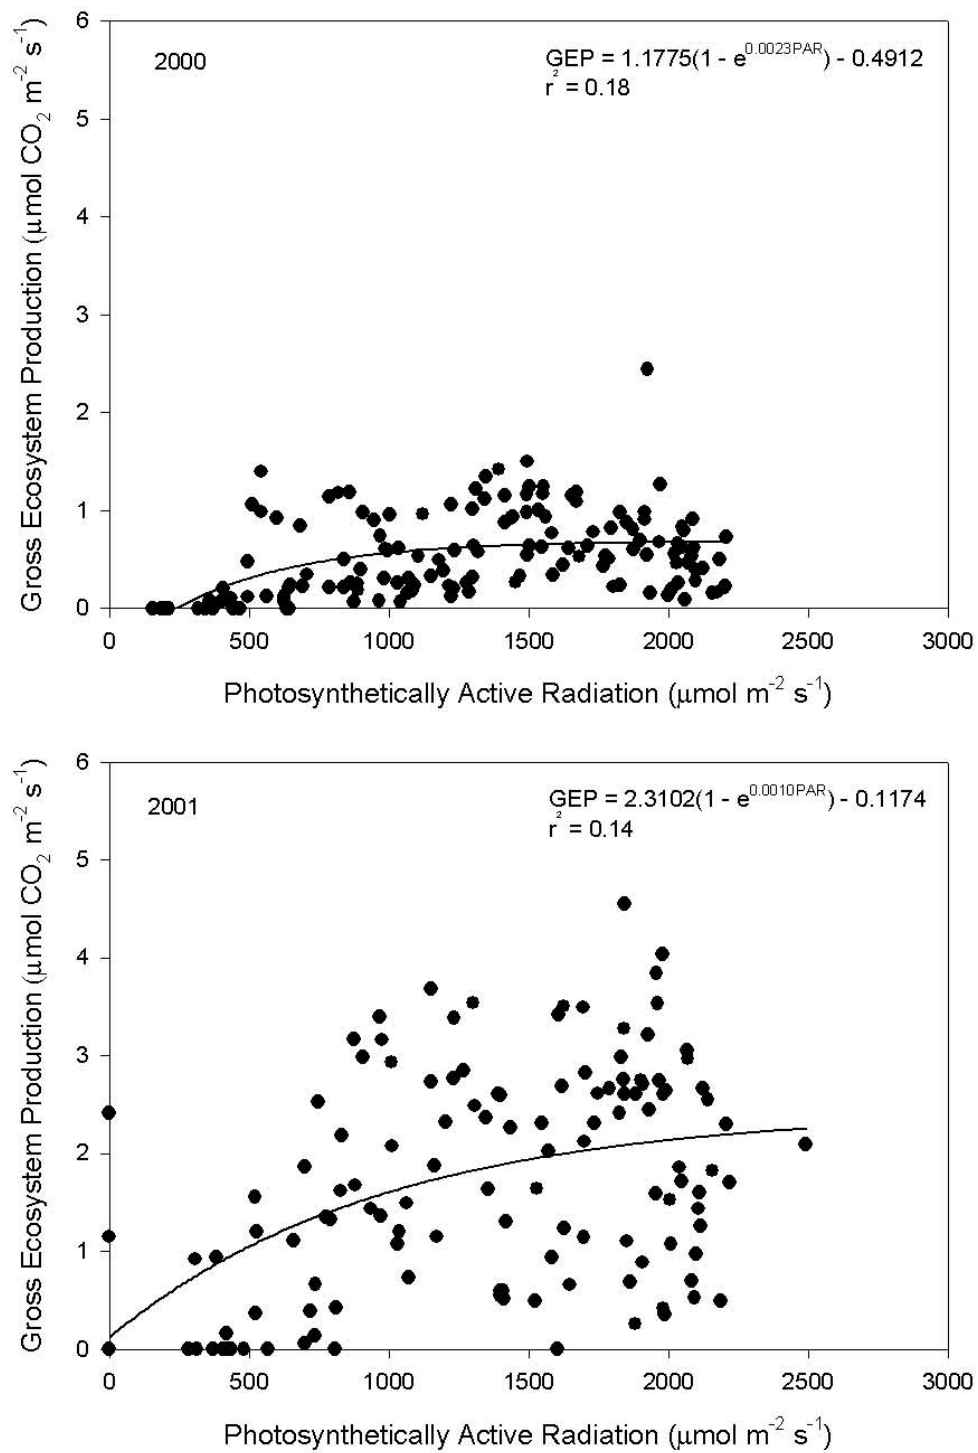 6
5
4
3
2
1
0
Gross Ecosystem Production (μmol CO₂ m⁻² s⁻¹)
2000
GEP = 1.1775(1 - e^0.0023PAR) - 0.4912
r² = 0.18
0 500 1000 1500 2000 2500 3000
Photosynthetically Active Radiation (μmol m⁻² s⁻¹)
6
5
4
3
2
1
0
Gross Ecosystem Production (μmol CO₂ m⁻² s⁻¹)
2001
GEP = 2.3102(1 - e^0.0010PAR) - 0.1174
r² = 0.14
0 500 1000 1500 2000 2500 3000
Photosynthetically Active Radiation (μmol m⁻² s⁻¹)